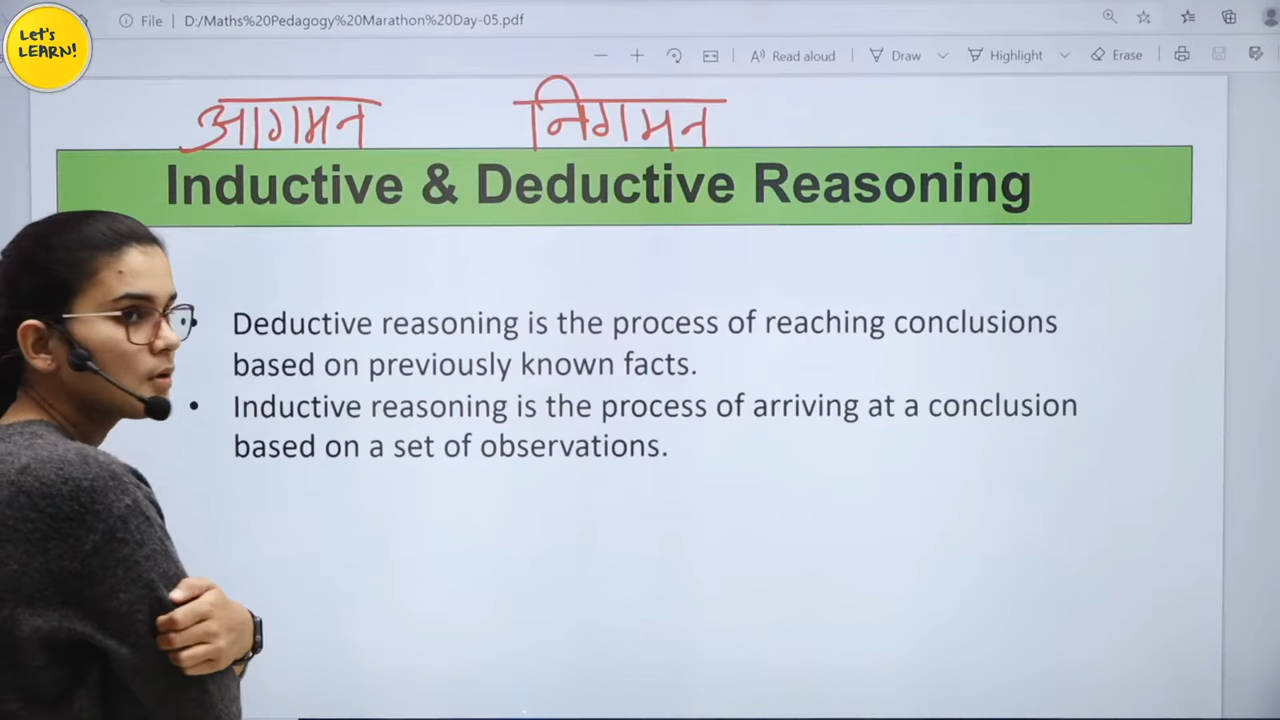 Let's
LEARN!
File | D:/Maths%20Pedagogy%20Marathon%20Day-05.pdf
Read aloud | Draw | Highlight Erase
आगमन निगमन
Inductive & Deductive Reasoning
• Deductive reasoning is the process of reaching conclusions
based on previously known facts.
• Inductive reasoning is the process of arriving at a conclusion
based on a set of observations.